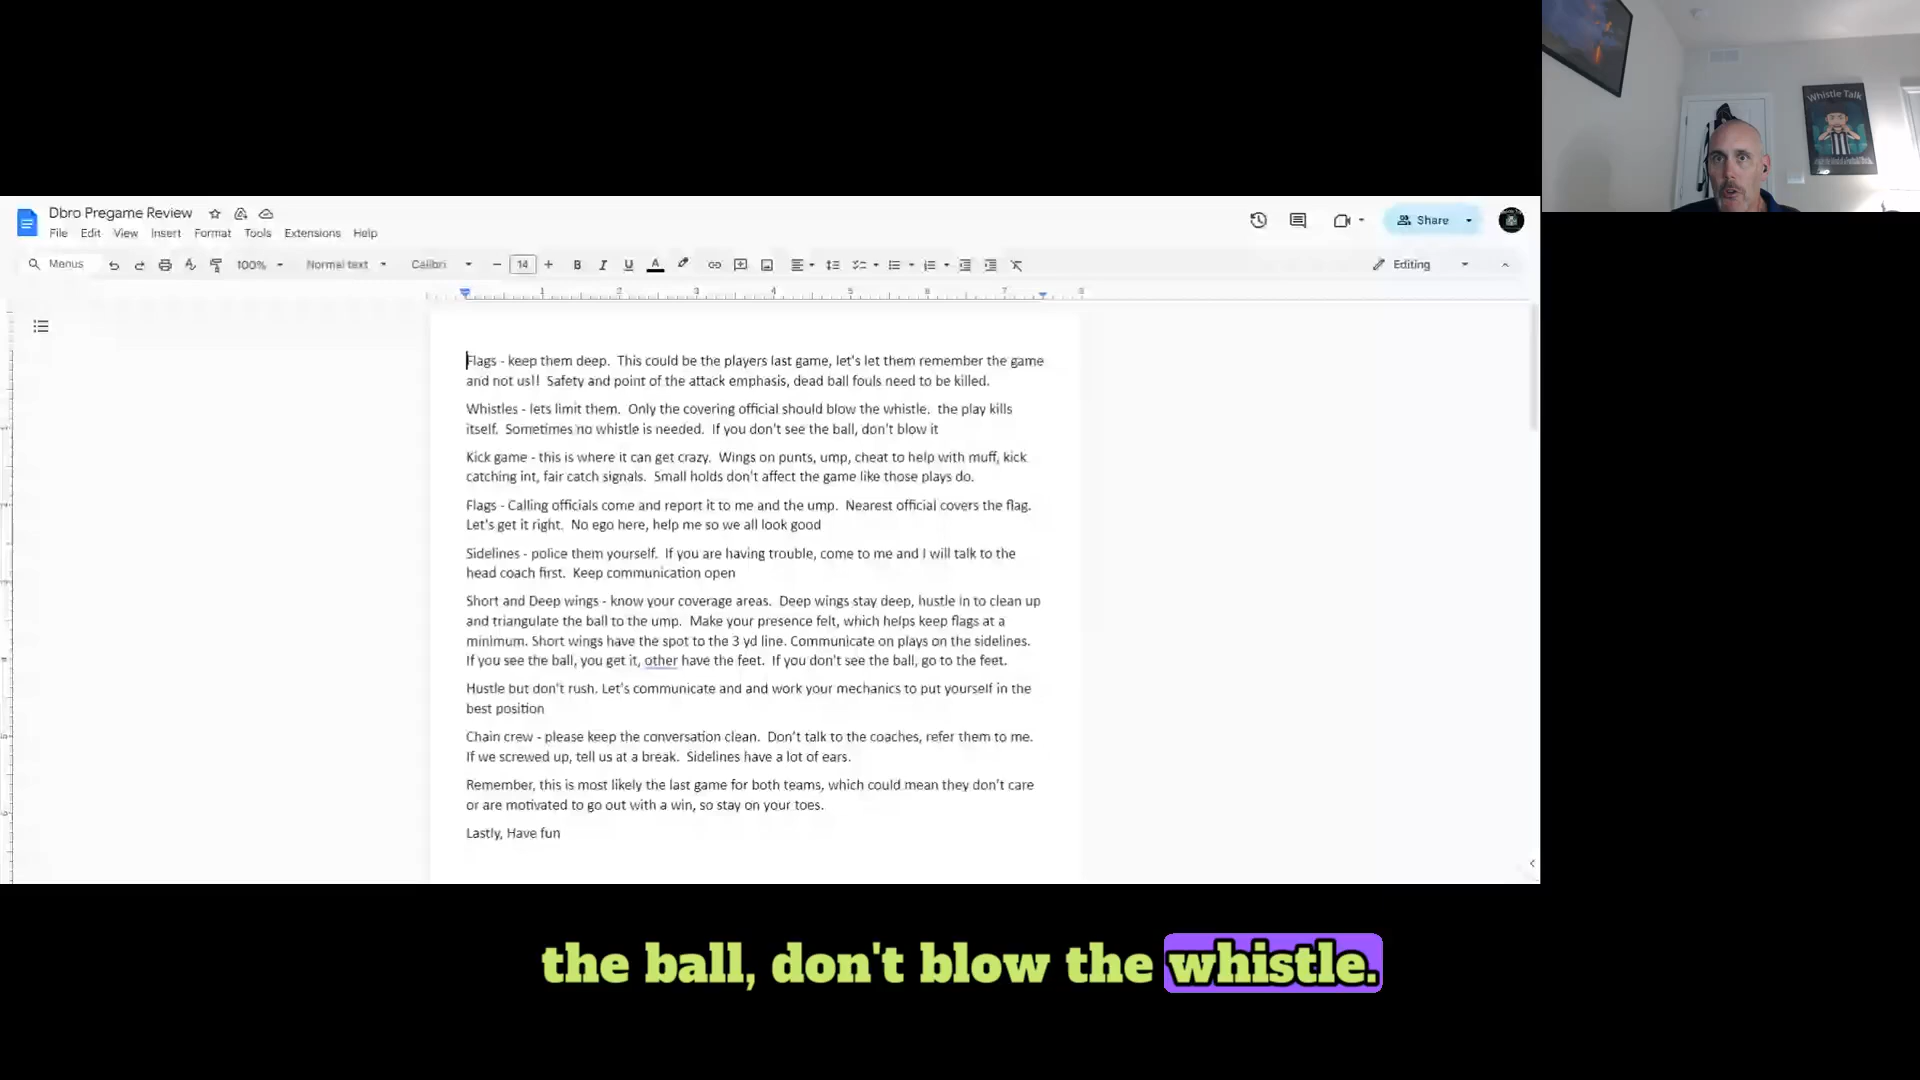 Whistle Talk
Dbro Pregame Review
File Edit View Insert Format Tools Extensions Help
Share
Menus
100%
Normal text
Calibri
14
Editing
1 2 3 4 5 6 7 8
Flags - keep them deep. This could be the players last game, let's let them remember the game
and not us!! Safety and point of the attack emphasis, dead ball fouls need to be killed.
Whistles - lets limit them. Only the covering official should blow the whistle. the play kills
itself. Sometimes no whistle is needed. If you don't see the ball, don't blow it
Kick game - this is where it can get crazy. Wings on punts, ump, cheat to help with muff, kick
catching int, fair catch signals. Small holds don't affect the game like those plays do.
Flags - Calling officials come and report it to me and the ump. Nearest official covers the flag.
Let's get it right. No ego here, help me so we all look good
Sidelines - police them yourself. If you are having trouble, come to me and I will talk to the
head coach first. Keep communication open
Short and Deep wings - know your coverage areas. Deep wings stay deep, hustle in to clean up
and triangulate the ball to the ump. Make your presence felt, which helps keep flags at a
minimum. Short wings have the spot to the 3 yd line. Communicate on plays on the sidelines.
If you see the ball, you get it, other have the feet. If you don't see the ball, go to the feet.
Hustle but don't rush. Let's communicate and and work your mechanics to put yourself in the
best position
Chain crew - please keep the conversation clean. Don't talk to the coaches, refer them to me.
If we screwed up, tell us at a break. Sidelines have a lot of ears.
Remember, this is most likely the last game for both teams, which could mean they don't care
or are motivated to go out with a win, so stay on your toes.
Lastly, Have fun
the ball, don't blow the whistle.